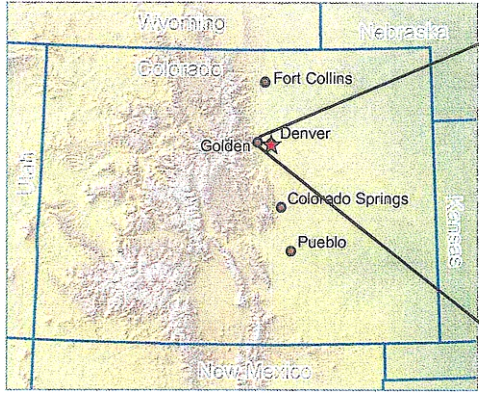 Wyoming
Nebraska
Colorado
Fort Collins
Denver
Golden
Utah
Colorado Springs
Kansas
Pueblo
New Mexico